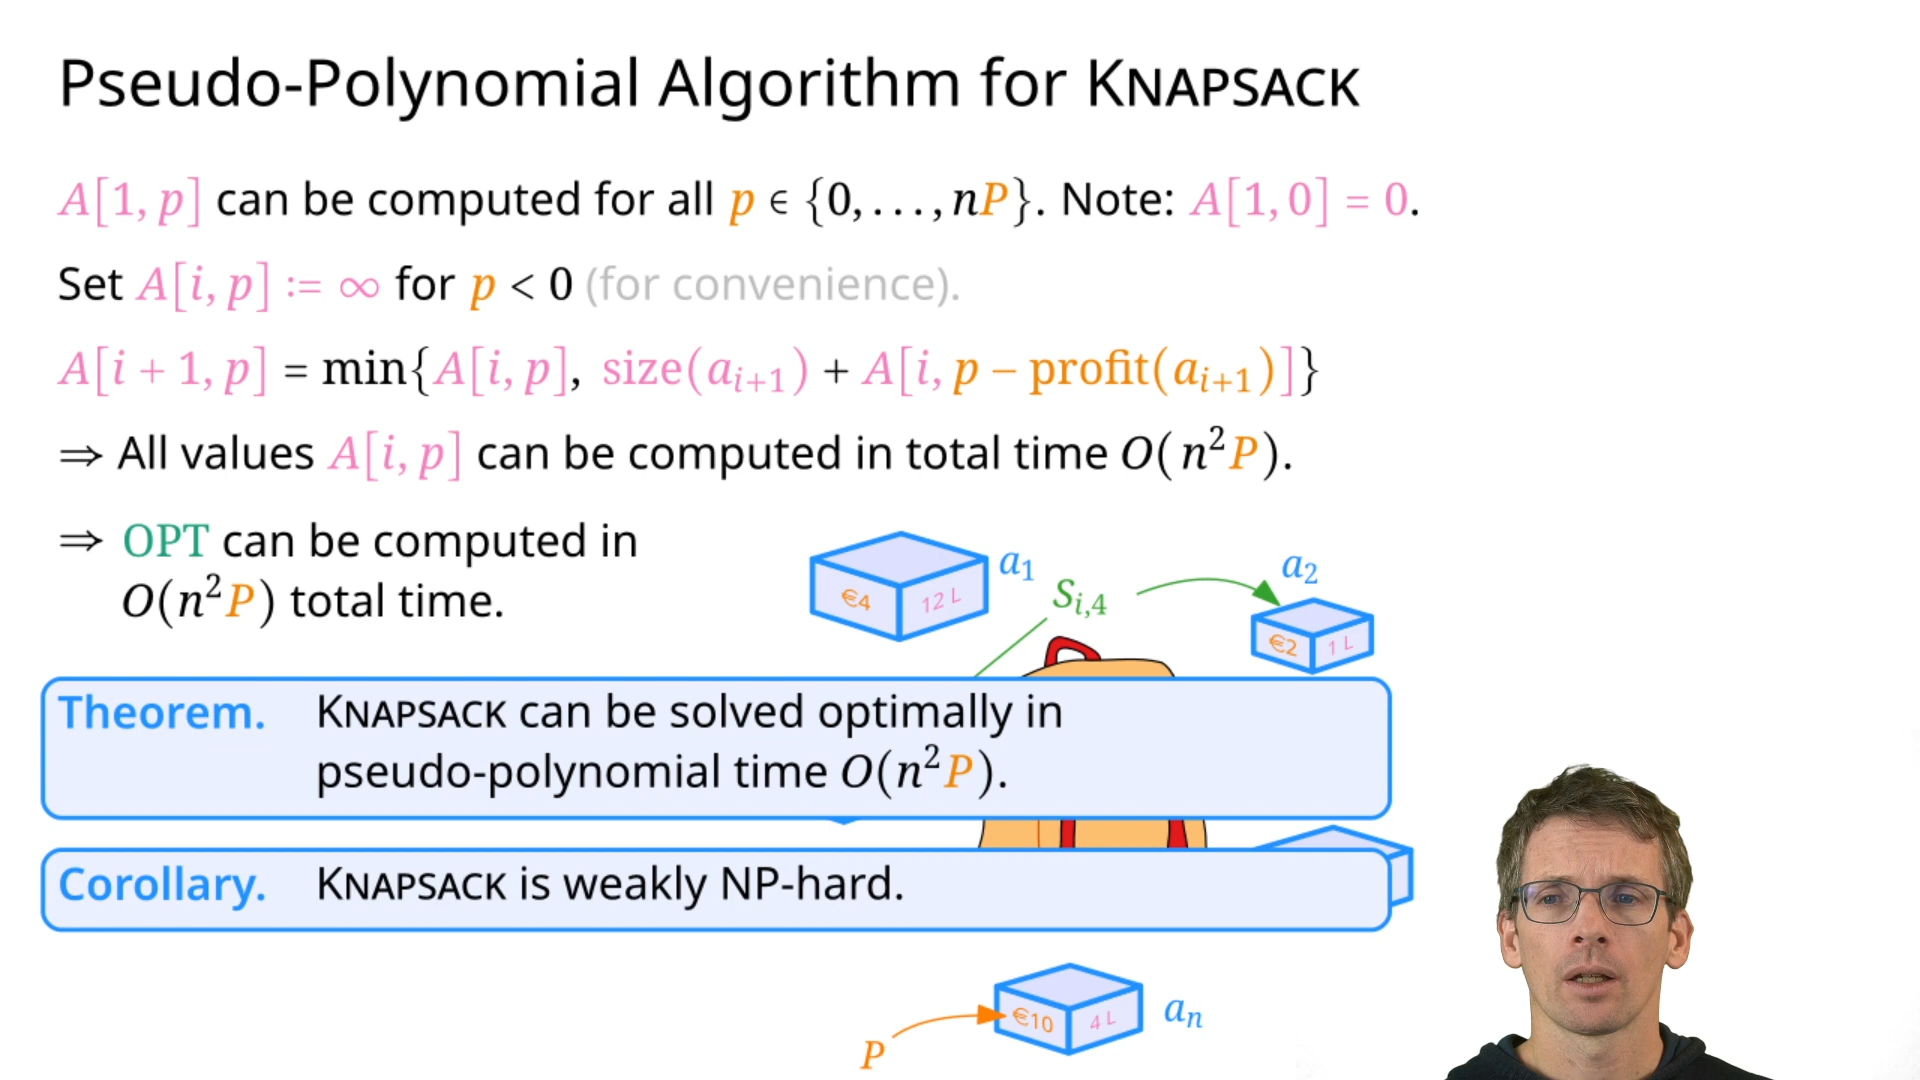 Pseudo-Polynomial Algorithm for KNAPSACK
A[1, p] can be computed for all p ∈ {0, . . . , nP}. Note: A[1, 0] = 0.
Set A[i, p] := ∞ for p < 0 (for convenience).
A[i + 1, p] = min{A[i, p], size(a_{i+1}) + A[i, p − profit(a_{i+1})]}
⇒ All values A[i, p] can be computed in total time O(n²P).
⇒ OPT can be computed in
O(n²P) total time.
€4 12 L a₁
S_{i,4}
a₂
€2 1 L
Theorem. KNAPSACK can be solved optimally in
pseudo-polynomial time O(n²P).
Corollary. KNAPSACK is weakly NP-hard.
€10 4 L aₙ
P